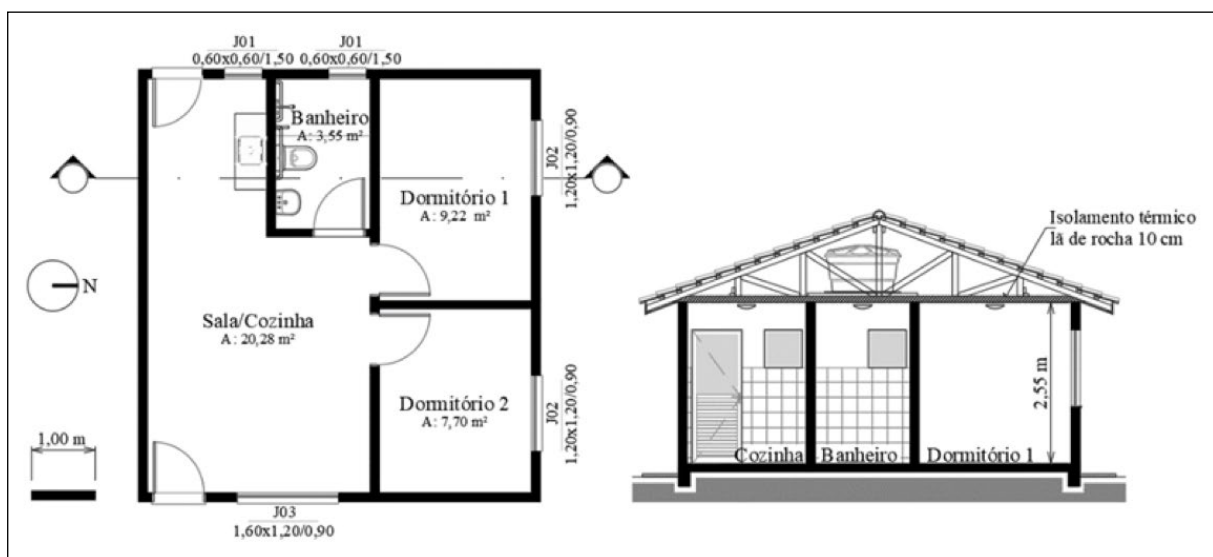 J01
0,60x0,60/1,50
J01
0,60x0,60/1,50
Banheiro
A: 3,55 m²
J02
1,20x1,20/0,90
Dormitório 1
A: 9,22 m²
N
Sala/Cozinha
A: 20,28 m²
Dormitório 2
A: 7,70 m²
J02
1,20x1,20/0,90
1,00 m
J03
1,60x1,20/0,90
Isolamento térmico
lã de rocha 10 cm
2,55 m
Cozinha
Banheiro
Dormitório 1